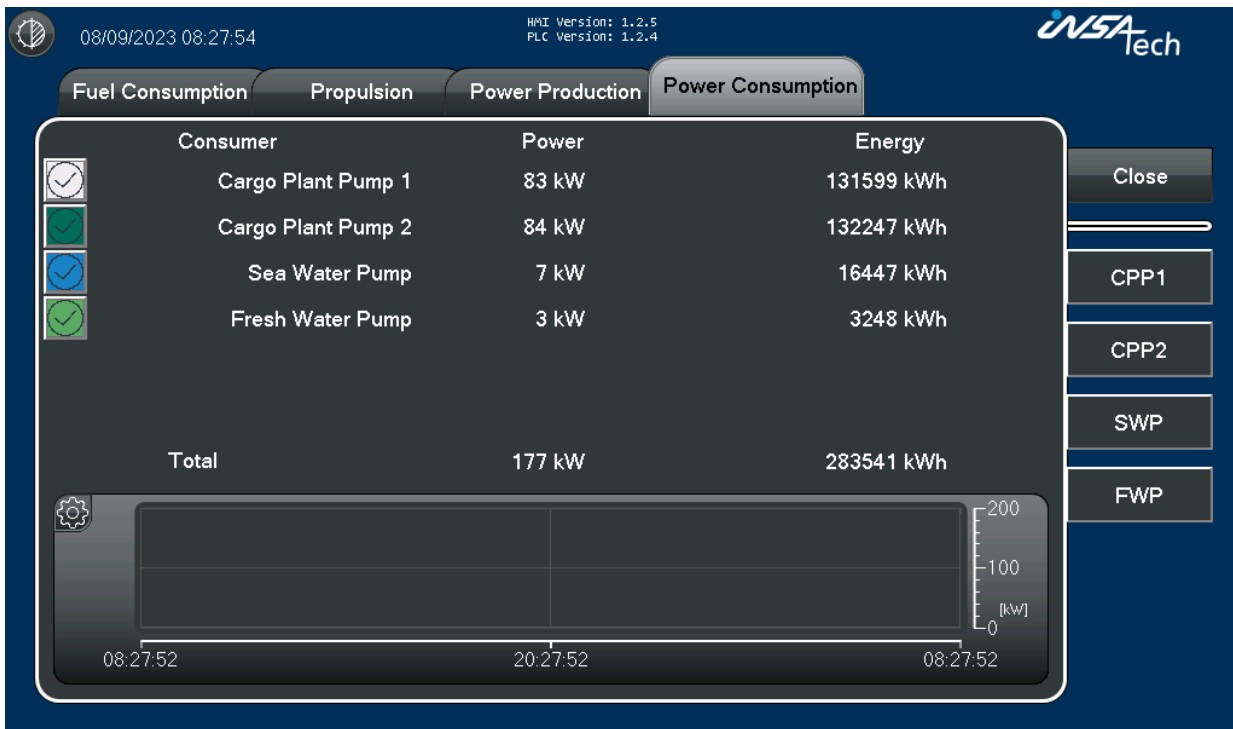 08/09/2023 08:27:54
HMI Version: 1.2.5
PLC Version: 1.2.4
iNSATech
Fuel Consumption Propulsion Power Production Power Consumption
Consumer Power Energy
Cargo Plant Pump 1 83 kW 131599 kWh
Cargo Plant Pump 2 84 kW 132247 kWh
Sea Water Pump 7 kW 16447 kWh
Fresh Water Pump 3 kW 3248 kWh
Total 177 kW 283541 kWh
Close
CPP1
CPP2
SWP
FWP
200
100
[kW]
0
08:27:52 20:27:52 08:27:52